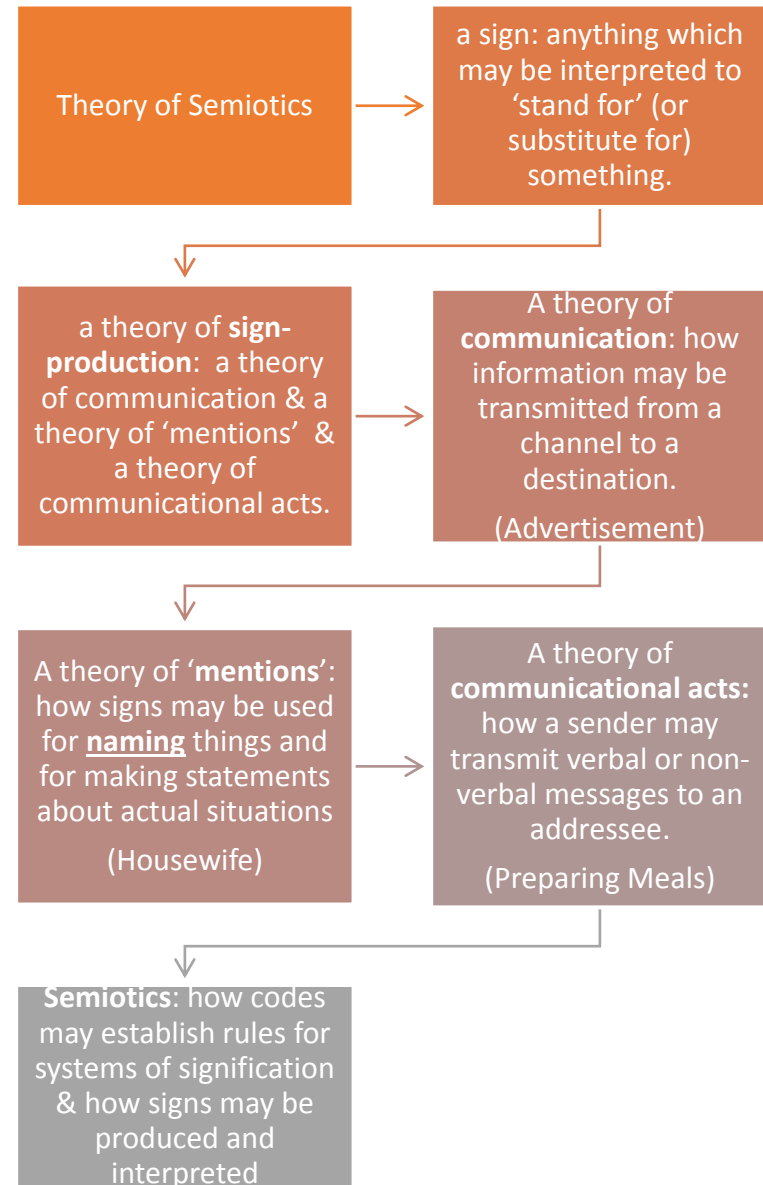 Theory of Semiotics
a sign: anything which
may be interpreted to
‘stand for’ (or
substitute for)
something.
a theory of sign-
production:  a theory
of communication & a
theory of ‘mentions’  &
a theory of
communicational acts.
A theory of
communication: how
information may be
transmitted from a
channel to a
destination.
(Advertisement)
A theory of ‘mentions’:
how signs may be used
for naming things and
for making statements
about actual situations
(Housewife)
A theory of
communicational acts:
how a sender may
transmit verbal or non-
verbal messages to an
addressee.
(Preparing Meals)
Semiotics: how codes
may establish rules for
systems of signification
& how signs may be
produced and
interpreted